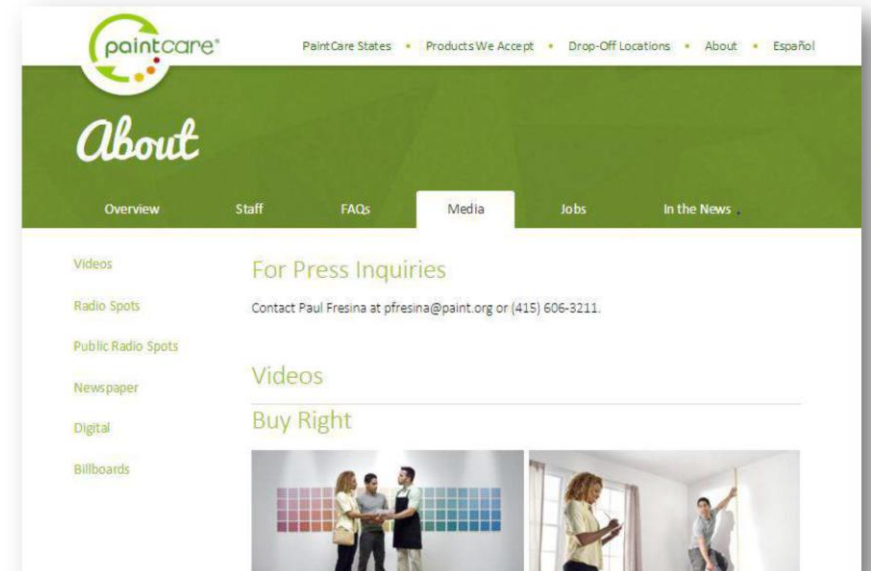 paintcare®
PaintCare States • Products We Accept • Drop-Off Locations • About • Español
About
Overview Staff FAQs Media Jobs In the News .
Videos
Radio Spots
Public Radio Spots
Newspaper
Digital
Billboards
For Press Inquiries
Contact Paul Fresina at pfresina@paint.org or (415) 606-3211.
Videos
Buy Right